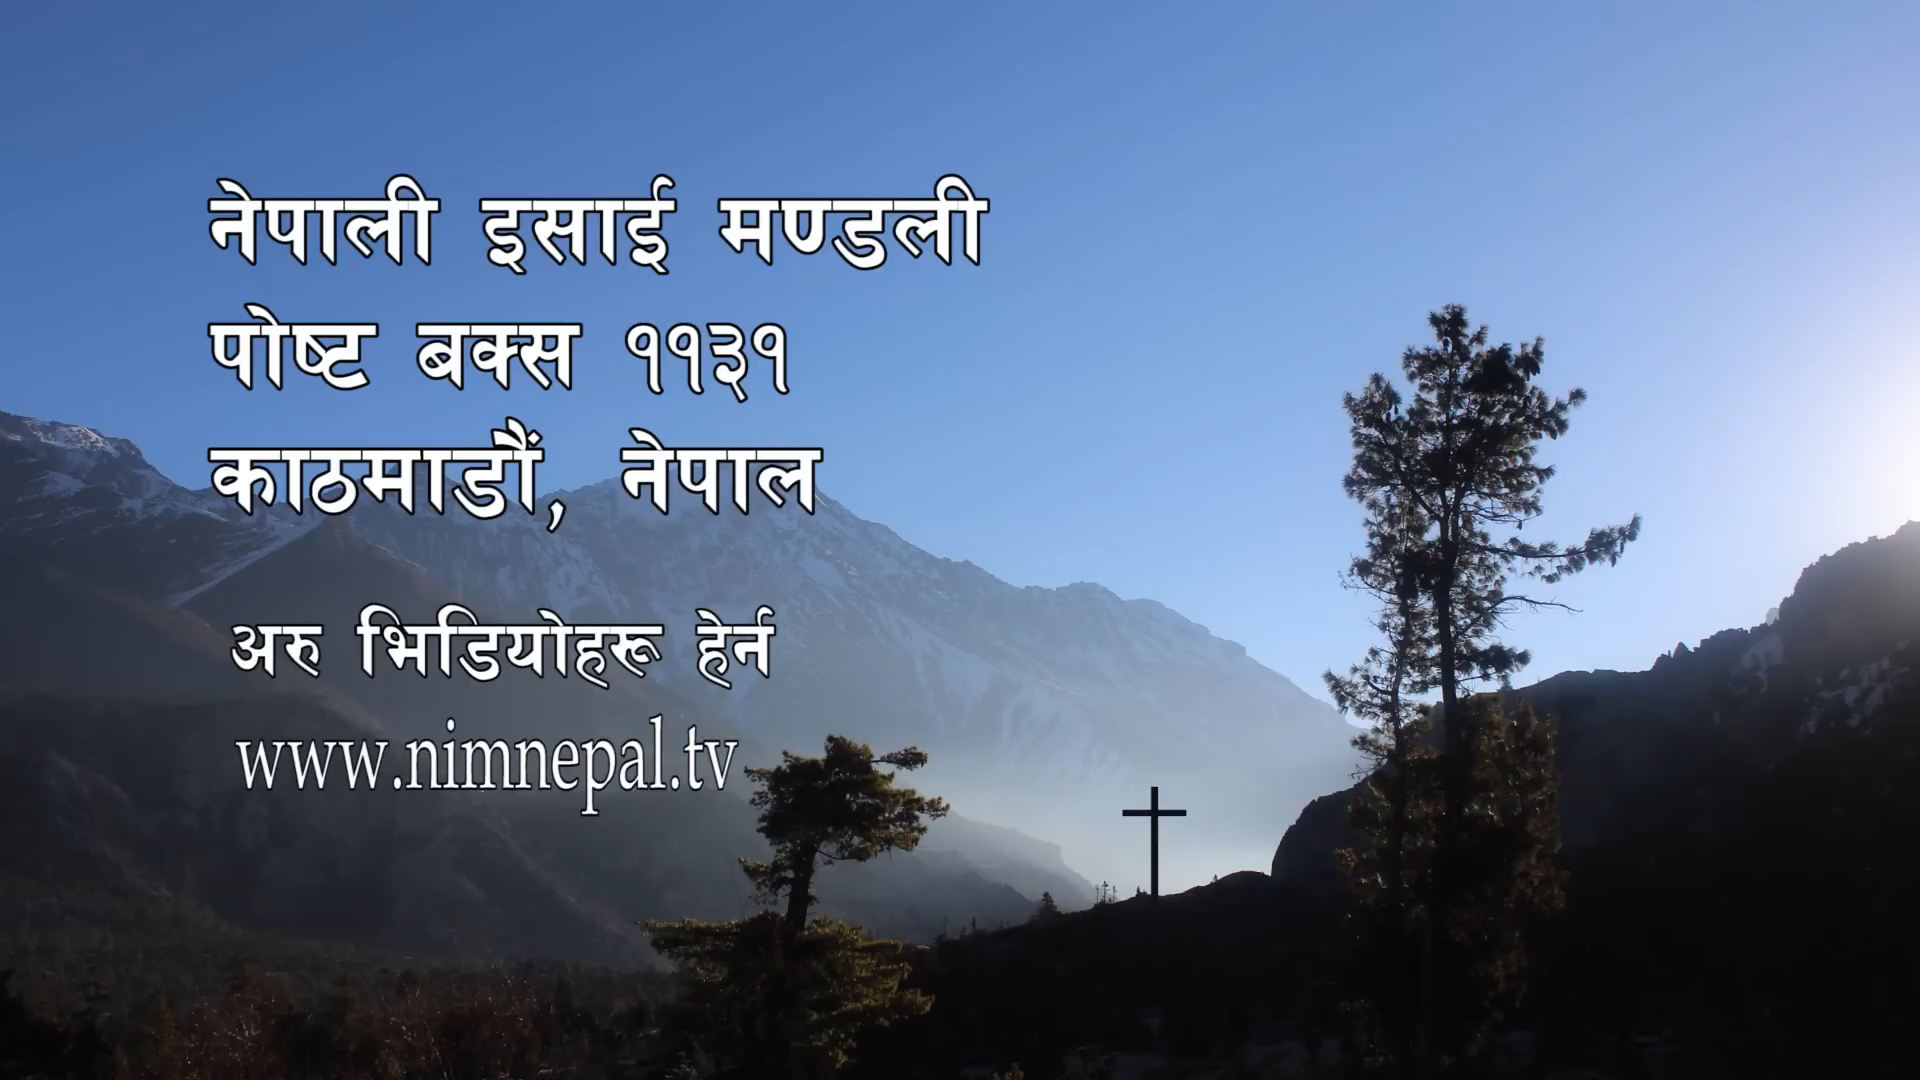 नेपाली इसाई मण्डली
पोष्ट बक्स ११३१
काठमाडौं, नेपाल
अरु भिडियोहरू हेर्न
www.nimnepal.tv